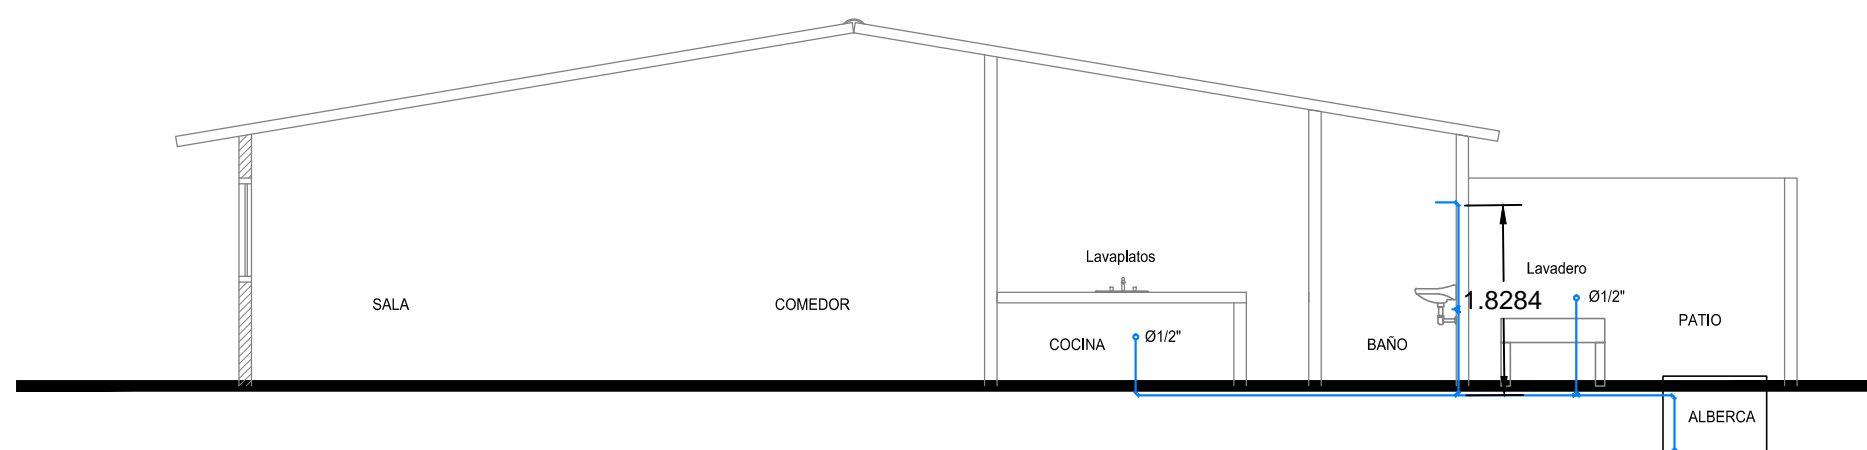 Lavaplatos
Lavadero
SALA
COMEDOR
1.8284
Ø1/2"
PATIO
COCINA
Ø1/2"
BAÑO
ALBERCA